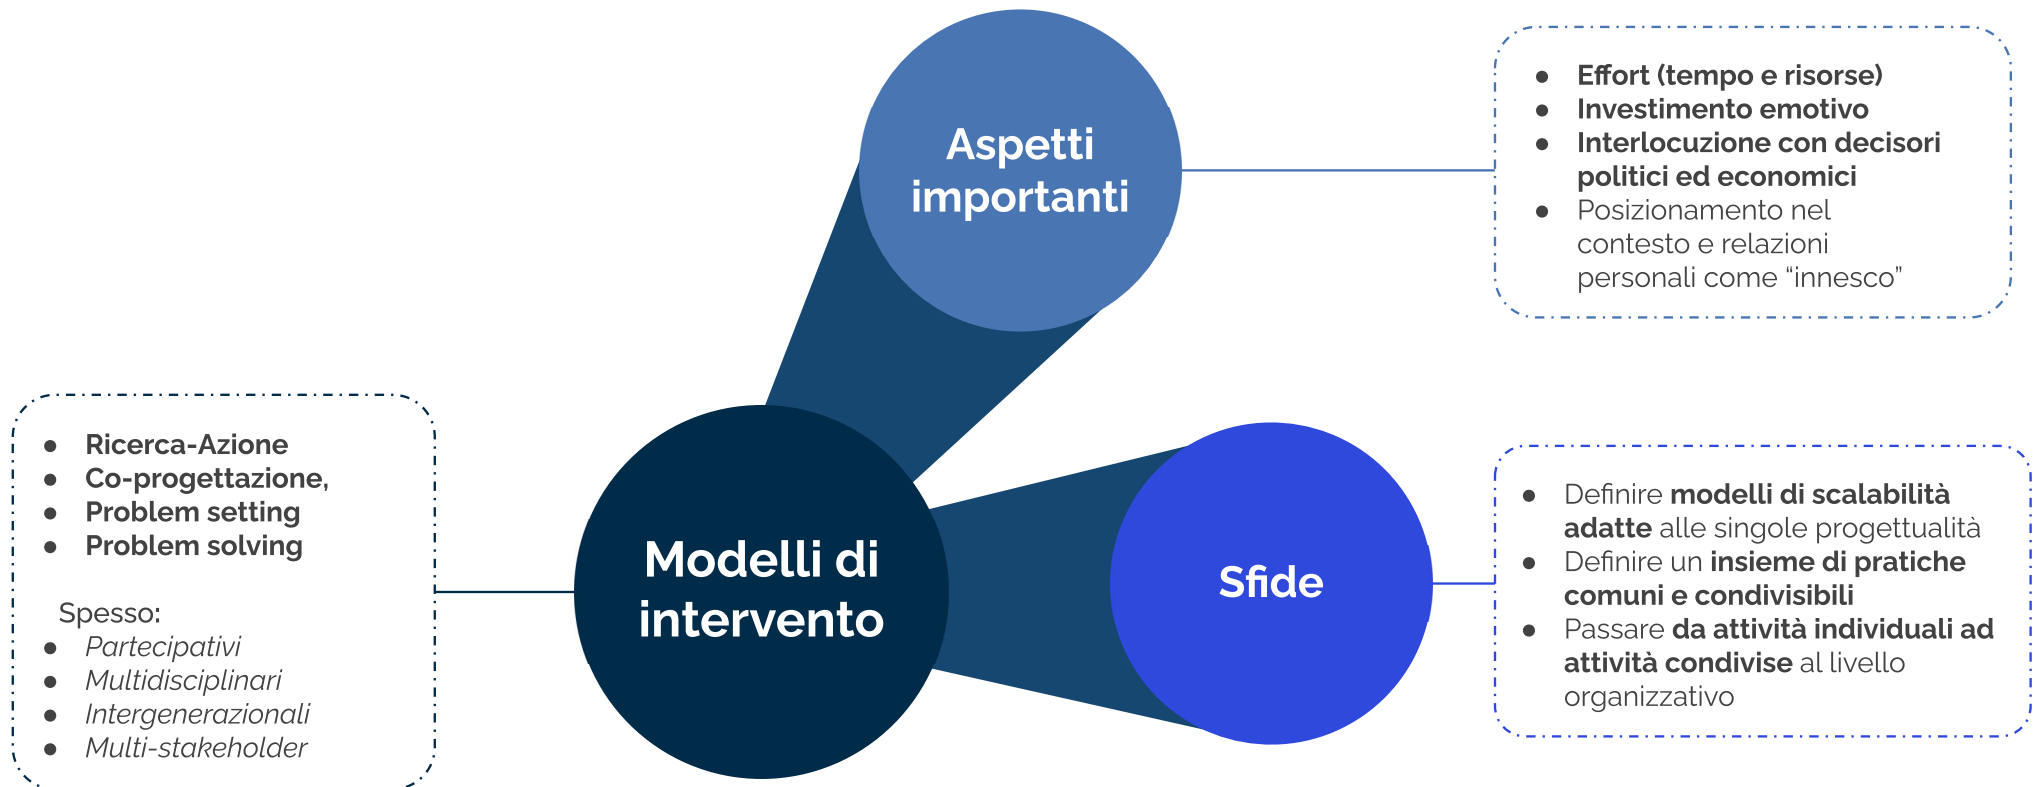 Aspetti
importanti
● Effort (tempo e risorse)
● Investimento emotivo
● Interlocuzione con decisori
politici ed economici
● Posizionamento nel
contesto e relazioni
personali come “innesco”
● Ricerca-Azione
● Co-progettazione,
● Problem setting
● Problem solving
Spesso:
● Partecipativi
● Multidisciplinari
● Intergenerazionali
● Multi-stakeholder
Modelli di
intervento
Sfide
● Definire modelli di scalabilità
adatte alle singole progettualità
● Definire un insieme di pratiche
comuni e condivisibili
● Passare da attività individuali ad
attività condivise al livello
organizzativo